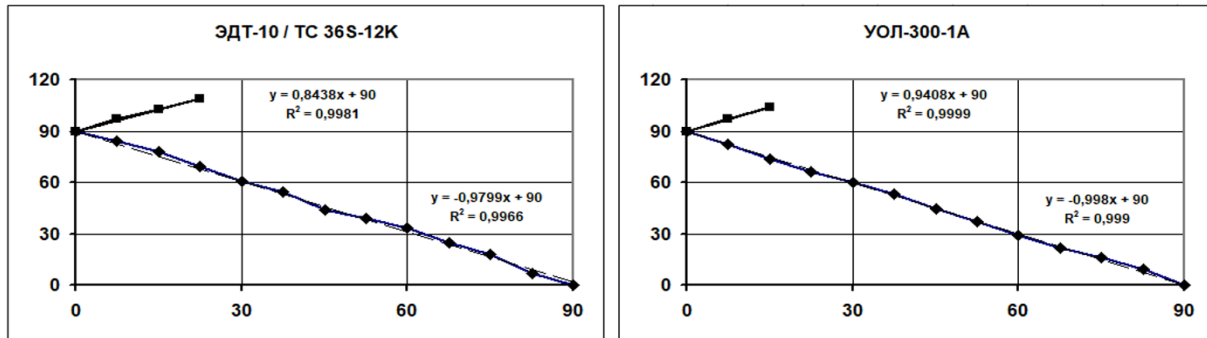 ЭДТ-10 / ТС 36S-12K
120
90
60
30
0
0
30
60
90
y = 0,8438x + 90
R² = 0,9981
y = -0,9799x + 90
R² = 0,9966
УОЛ-300-1А
120
90
60
30
0
0
30
60
90
y = 0,9408x + 90
R² = 0,9999
y = -0,998x + 90
R² = 0,999